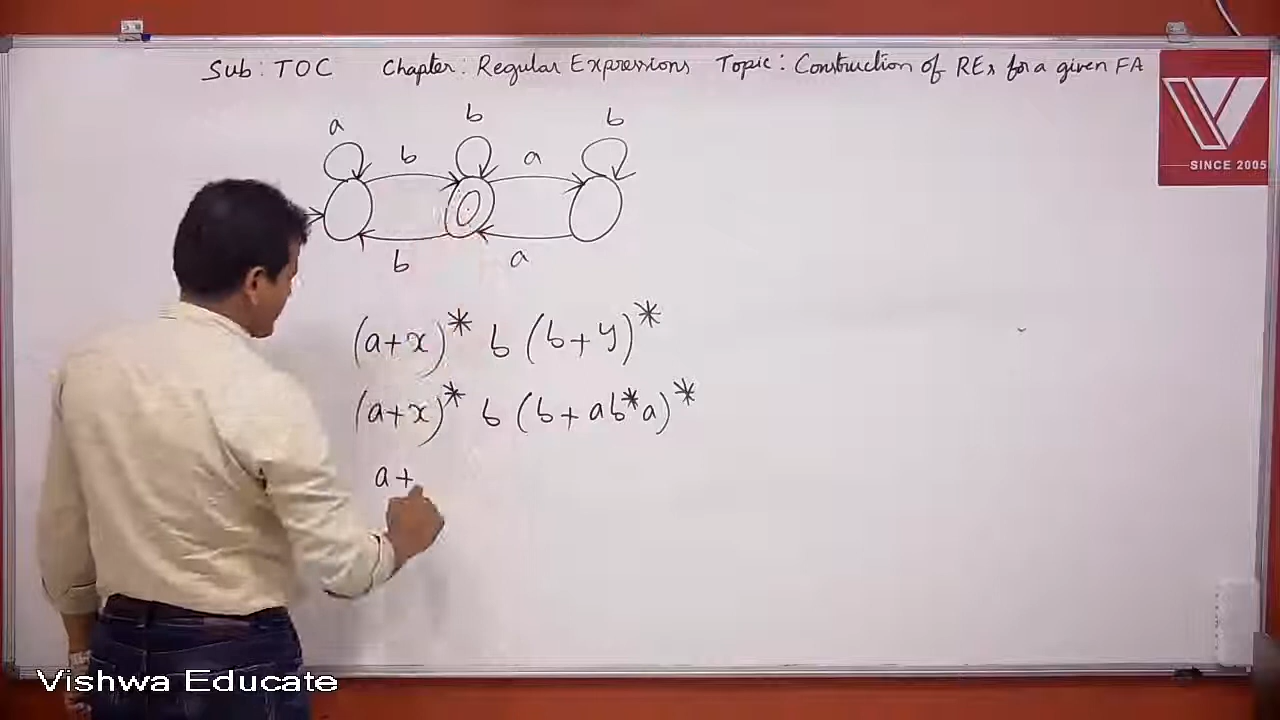 Sub : TOC Chapter : Regular Expressions Topic : Construction of REs for a given FA
SINCE 2005
a b b
b a
b a
(a+x)* b (b+y)*
(a+x)* b (b+ab*a)*
a+
Vishwa Educate